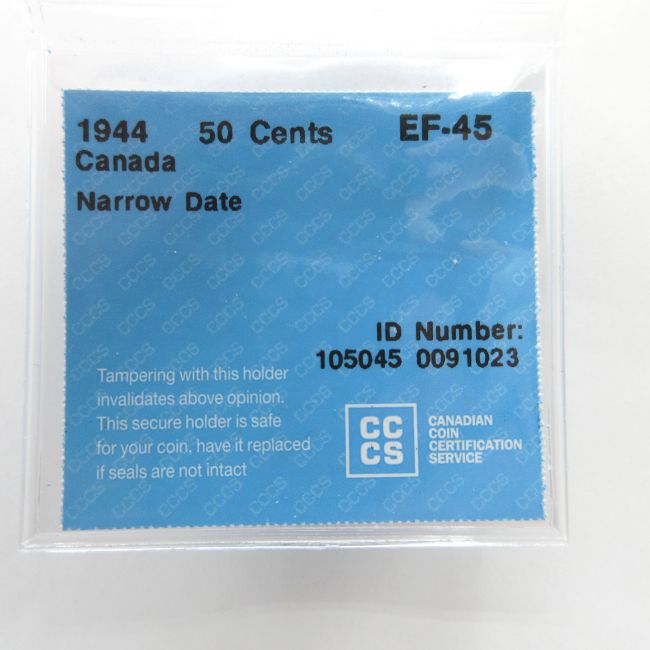 1944 50 Cents EF-45
Canada
Narrow Date
ID Number:
105045 0091023
Tampering with this holder
invalidates above opinion.
This secure holder is safe
for your coin, have it replaced
if seals are not intact
CC
CS
CANADIAN
COIN
CERTIFICATION
SERVICE